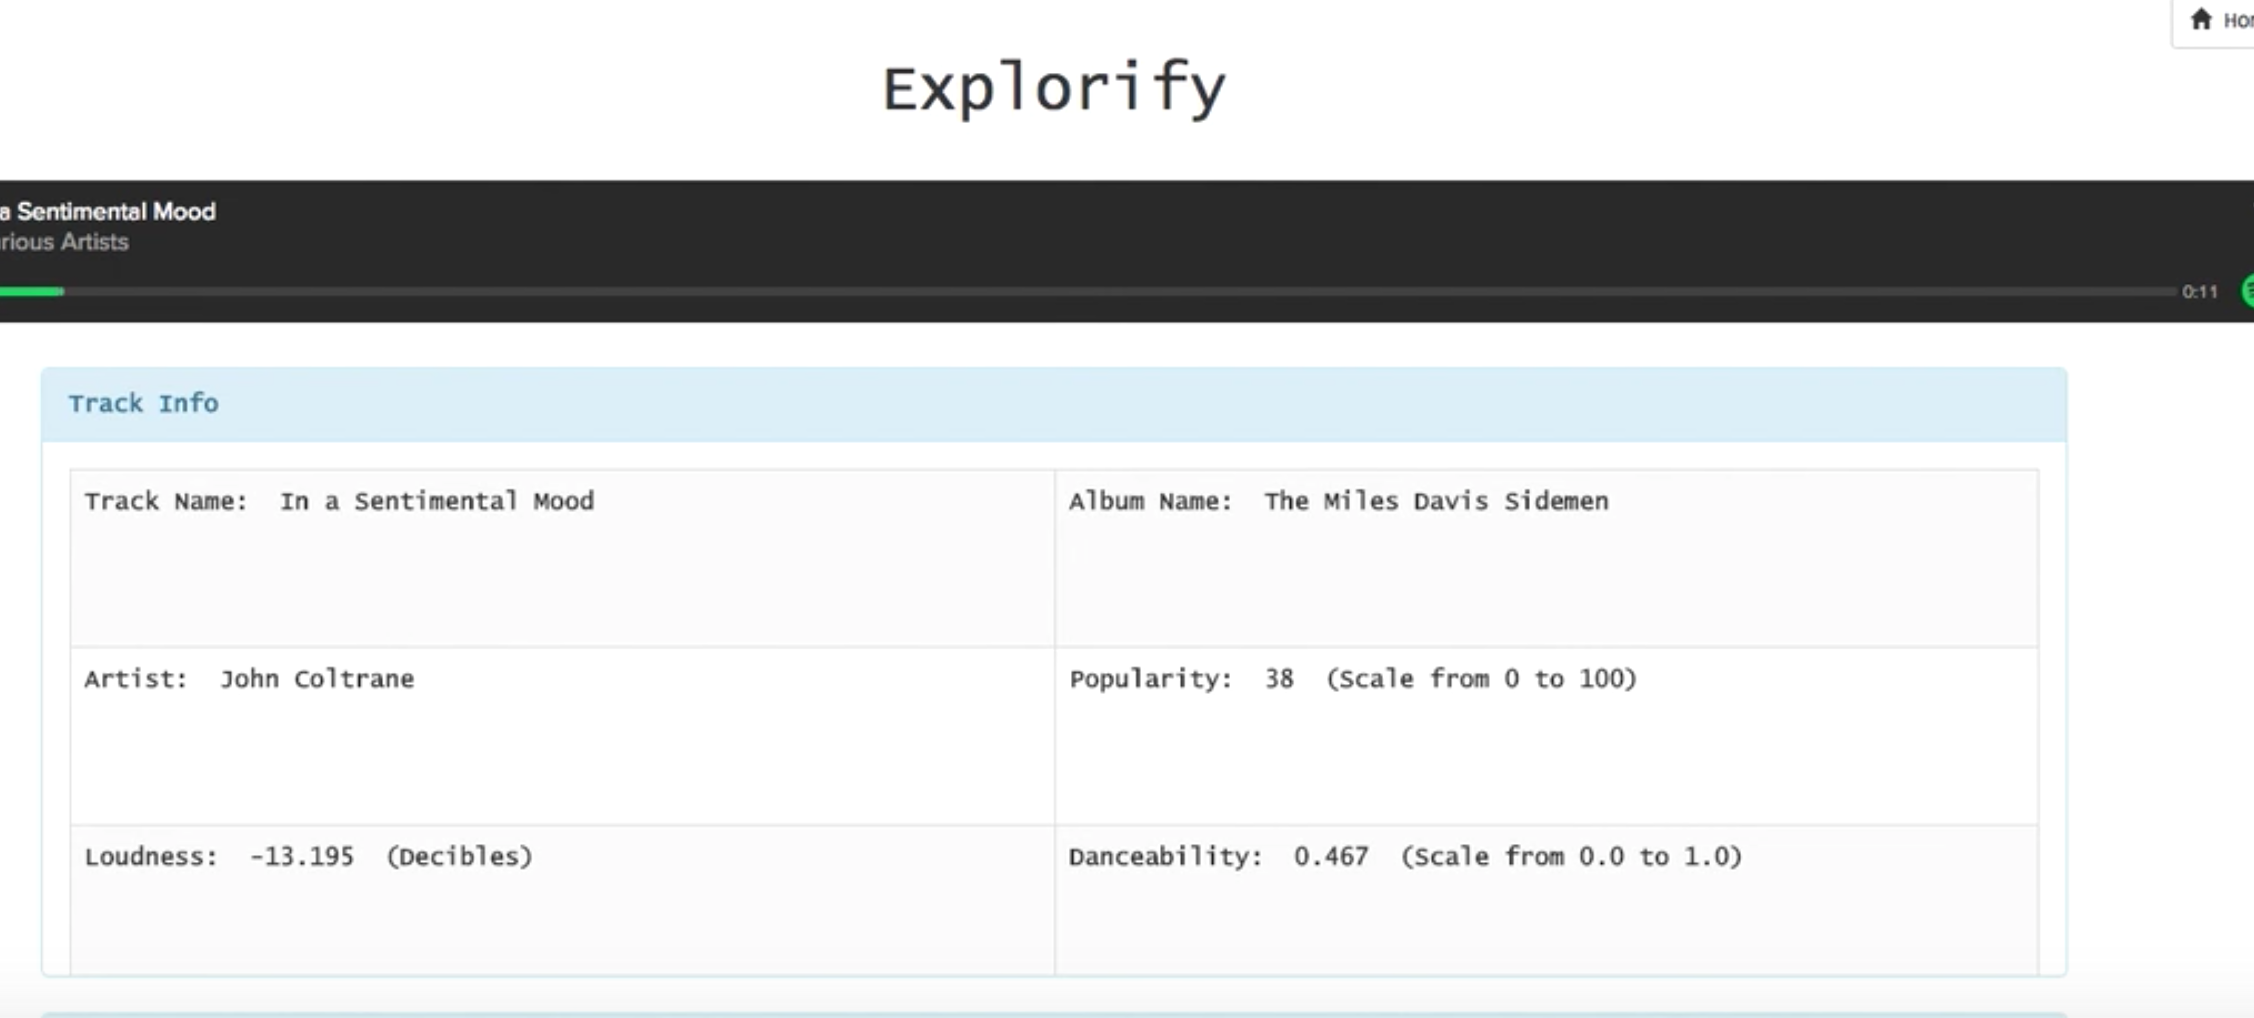 Explorify
a Sentimental Mood
Artists
0:11
Track Info
Track Name: In a Sentimental Mood
Album Name: The Miles Davis Sidemen
Artist: John Coltrane
Popularity: 38 (Scale from 0 to 100)
Loudness: -13.195 (Decibles)
Danceability: 0.467 (Scale from 0.0 to 1.0)